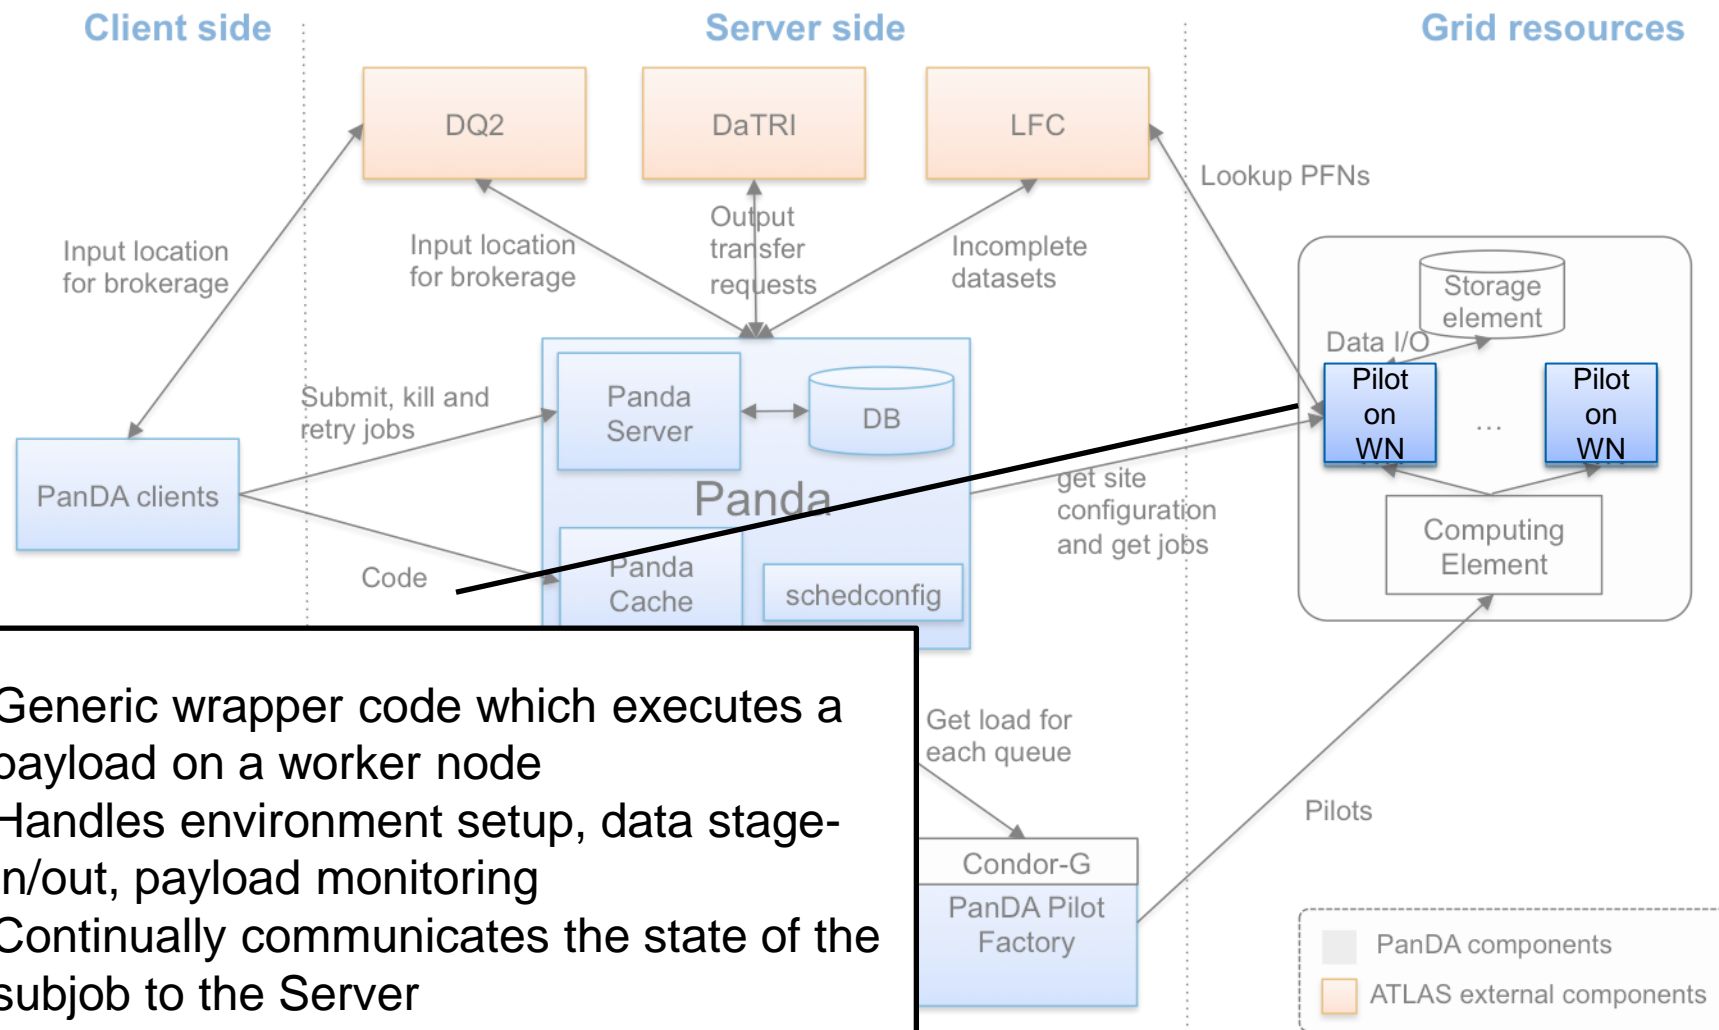 Client side
Server side
Grid resources
DQ2
DaTRI
LFC
Lookup PFNs
Input location
for brokerage
Input location
for brokerage
Output
transfer
requests
Incomplete
datasets
Storage
element
Data I/O
Pilot
on
WN
...
Pilot
on
WN
Submit, kill and
retry jobs
Panda
Server
DB
PanDA clients
Panda
get site
configuration
and get jobs
Computing
Element
Code
Panda
Cache
schedconfig
Generic wrapper code which executes a
payload on a worker node
Handles environment setup, data stage-
in/out, payload monitoring
Continually communicates the state of the
subjob to the Server
Get load for
each queue
Pilots
Condor-G
PanDA Pilot
Factory
PanDA components
ATLAS external components